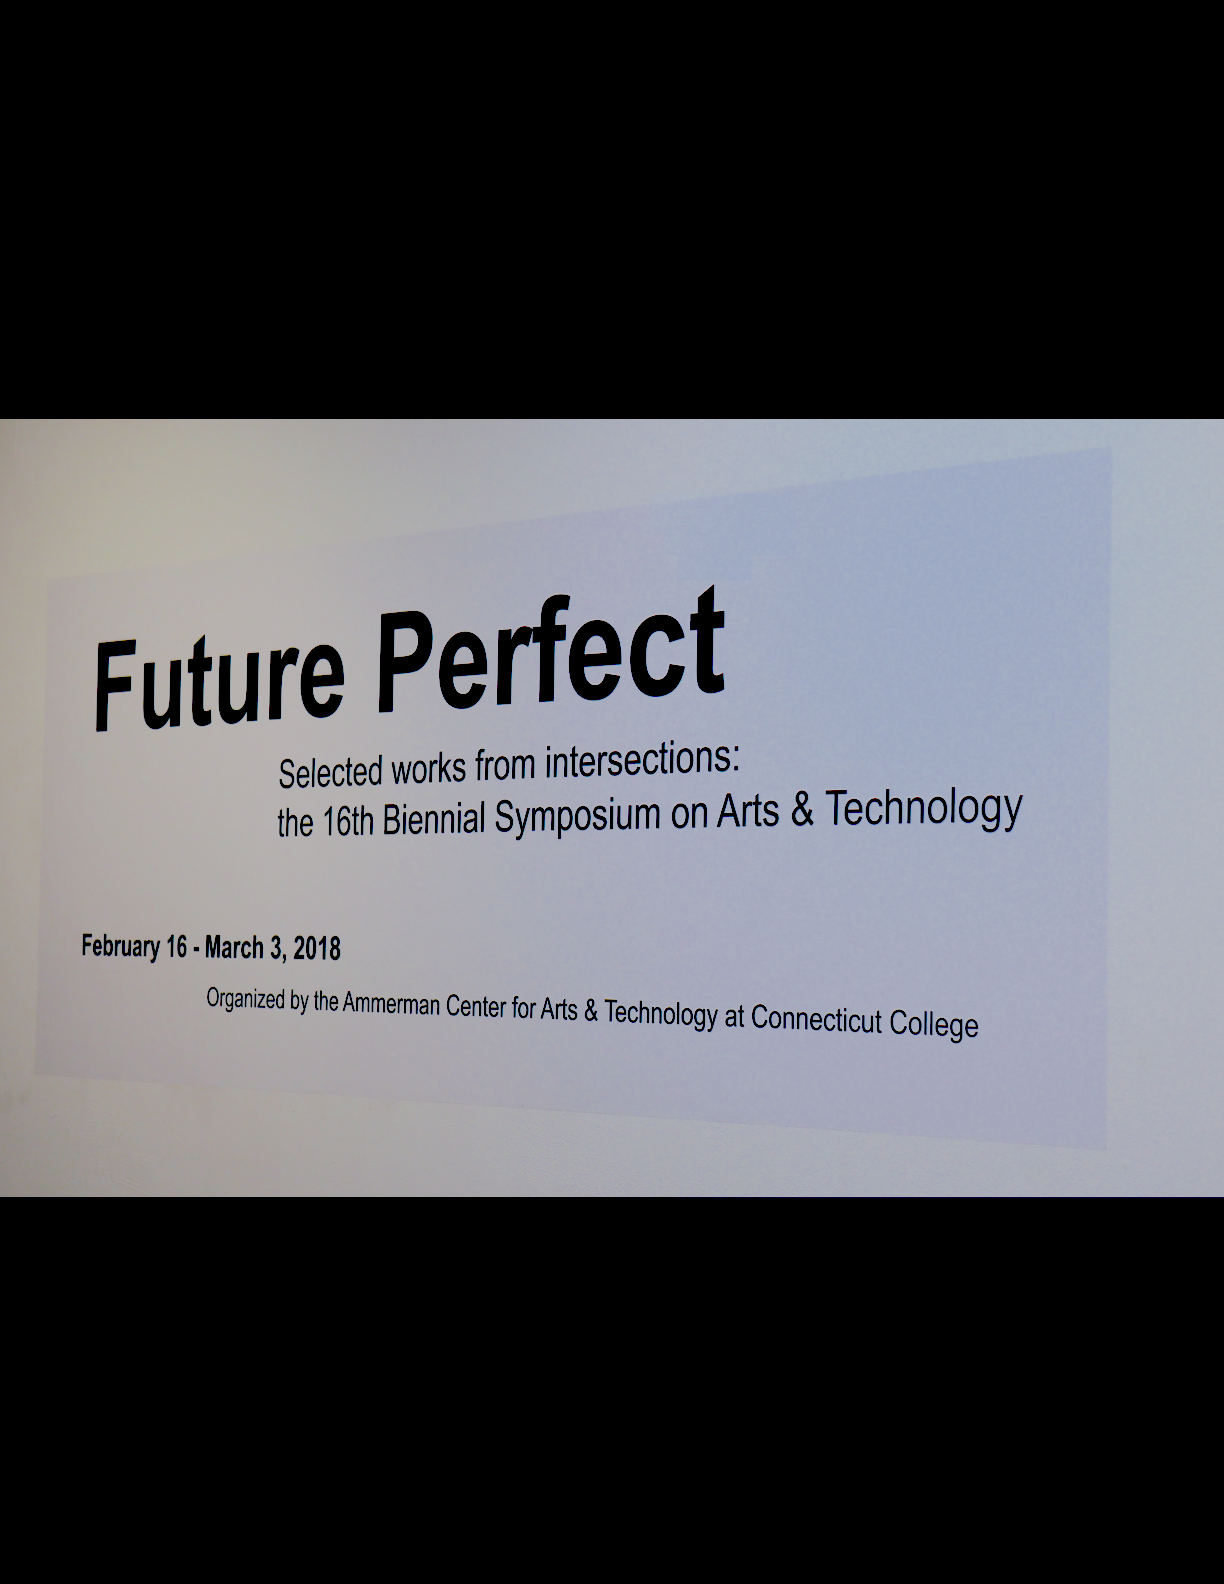 Future Perfect
Selected works from intersections:
the 16th Biennial Symposium on Arts & Technology
February 16 - March 3, 2018
Organized by the Ammerman Center for Arts & Technology at Connecticut College